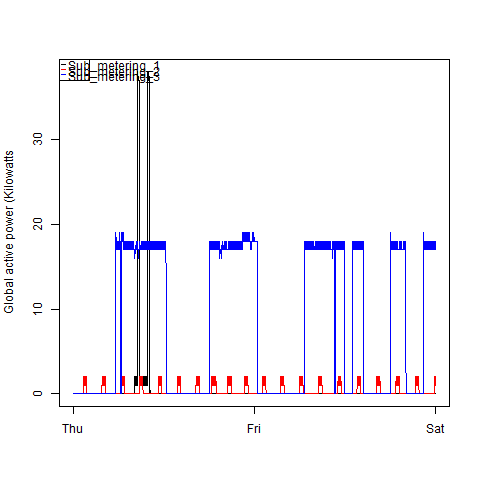 Sub_metering_1
Sub_metering_2
Sub_metering_3
Global active power (Kilowatts
30
20
10
0
Thu Fri Sat